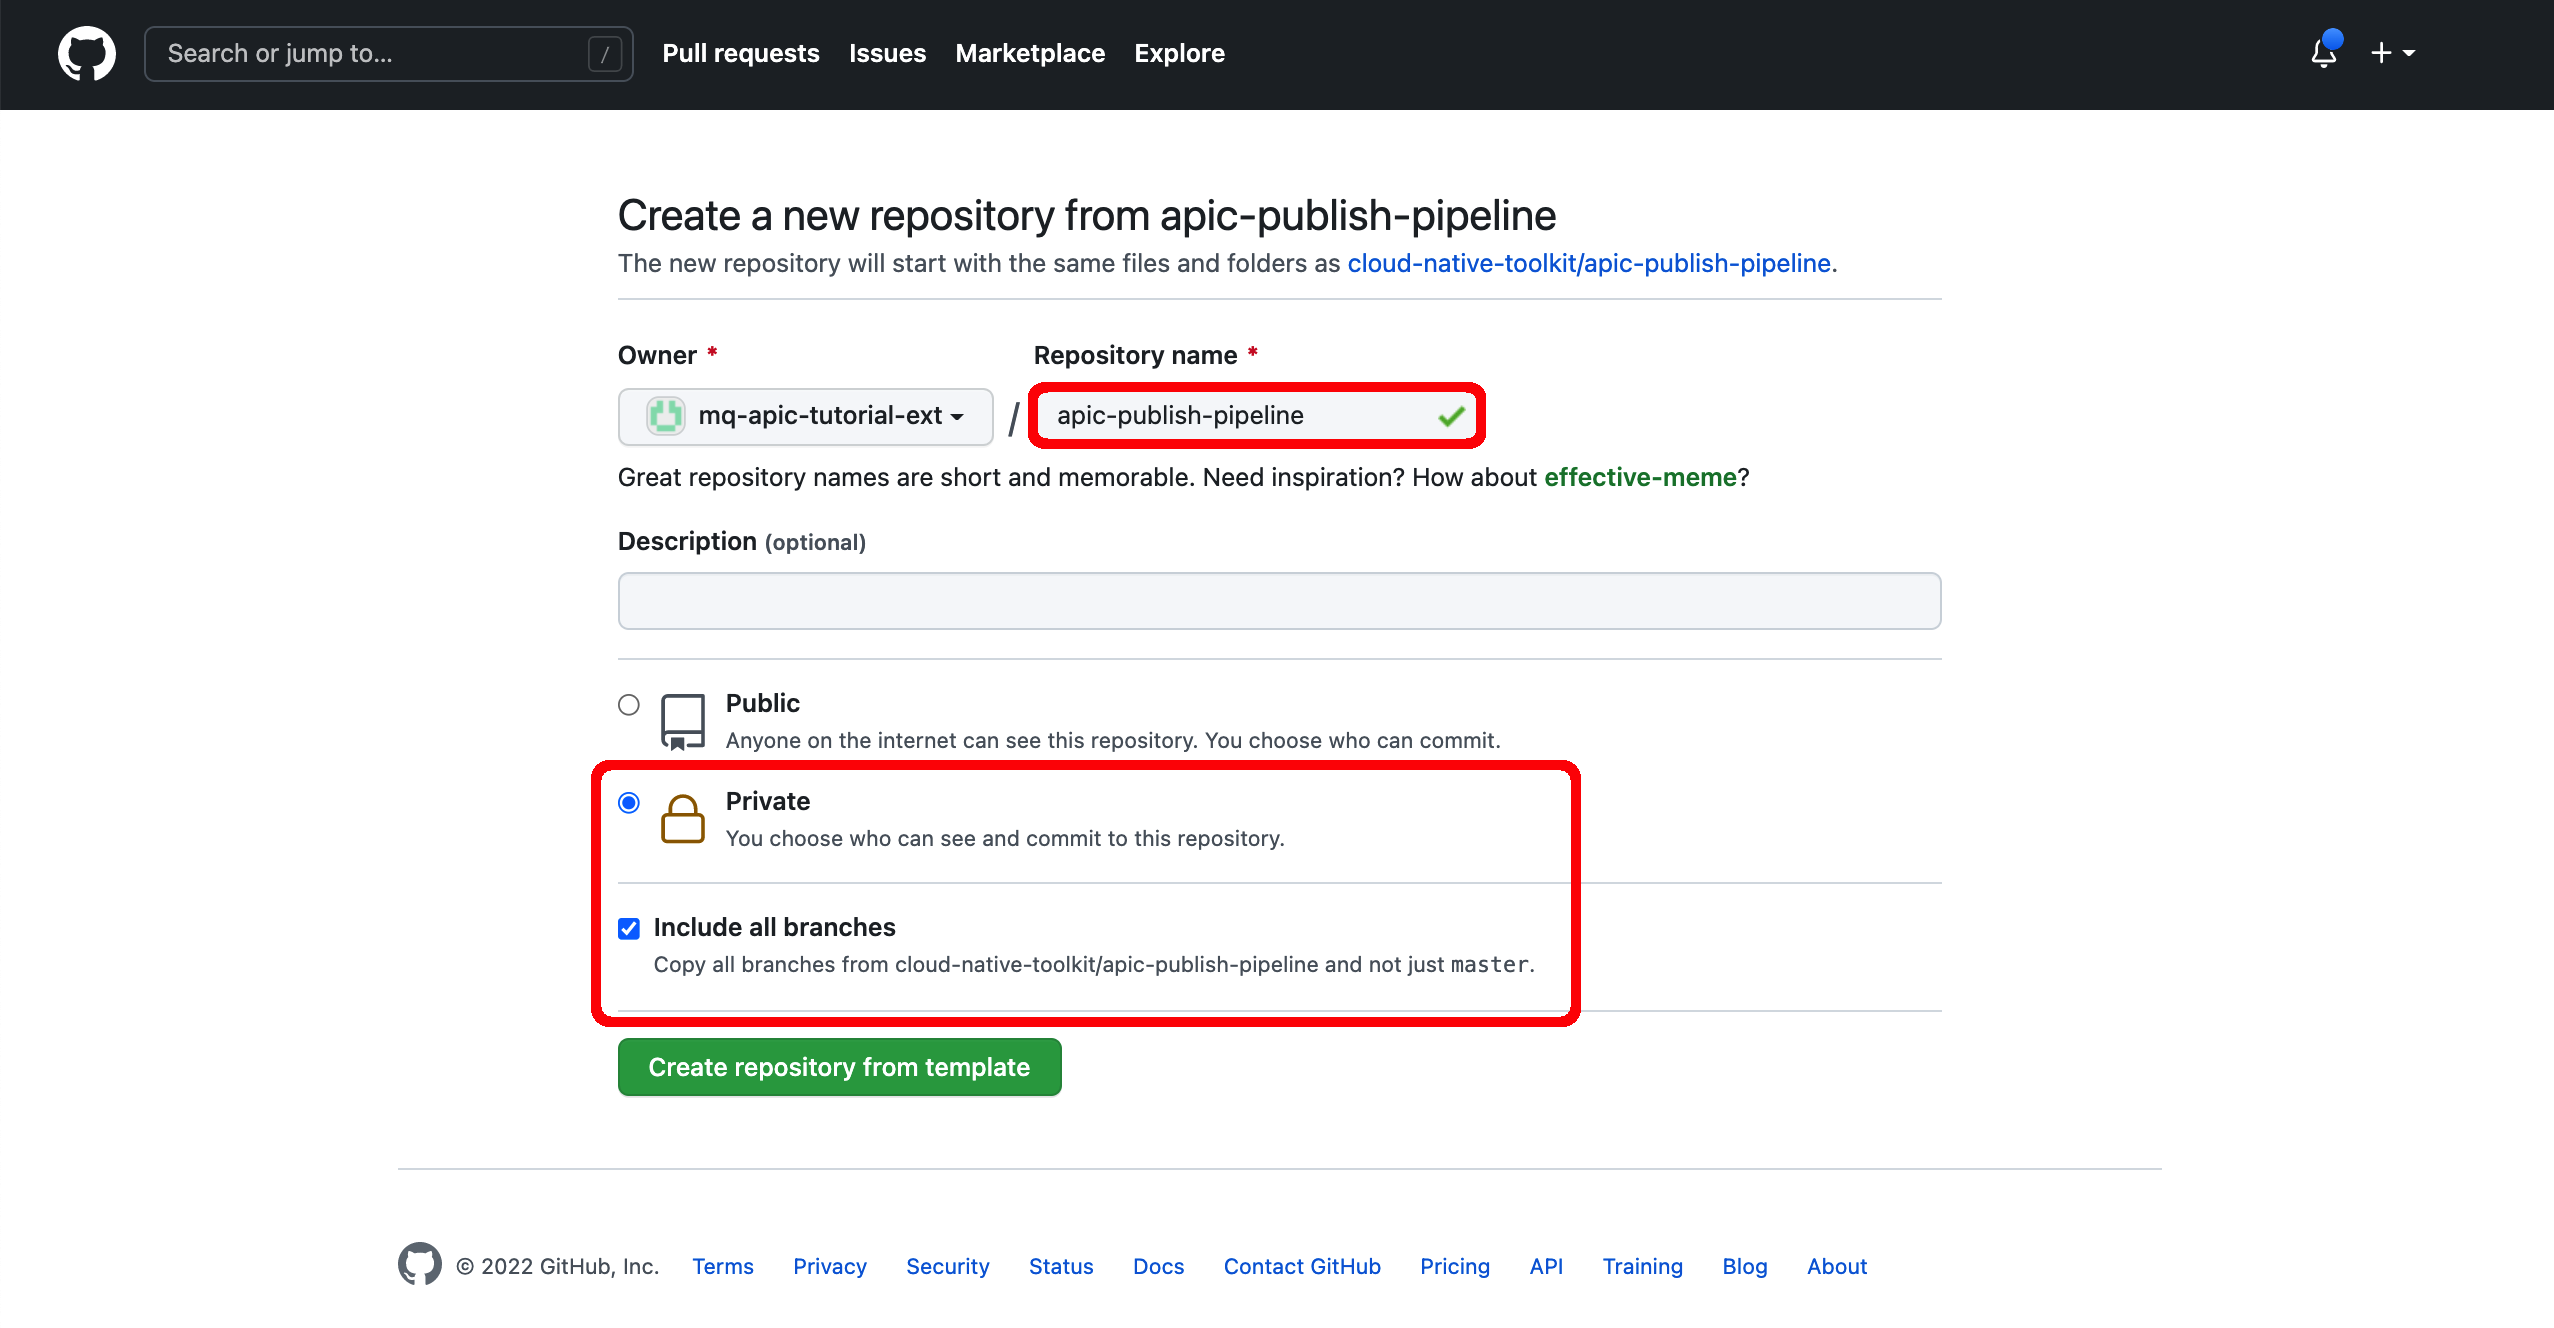 Search or jump to... / Pull requests Issues Marketplace Explore
Create a new repository from apic-publish-pipeline
The new repository will start with the same files and folders as cloud-native-toolkit/apic-publish-pipeline.
Owner * Repository name *
mq-apic-tutorial-ext / apic-publish-pipeline
Great repository names are short and memorable. Need inspiration? How about effective-meme?
Description (optional)
Public
Anyone on the internet can see this repository. You choose who can commit.
Private
You choose who can see and commit to this repository.
Include all branches
Copy all branches from cloud-native-toolkit/apic-publish-pipeline and not just master.
Create repository from template
© 2022 GitHub, Inc. Terms Privacy Security Status Docs Contact GitHub Pricing API Training Blog About